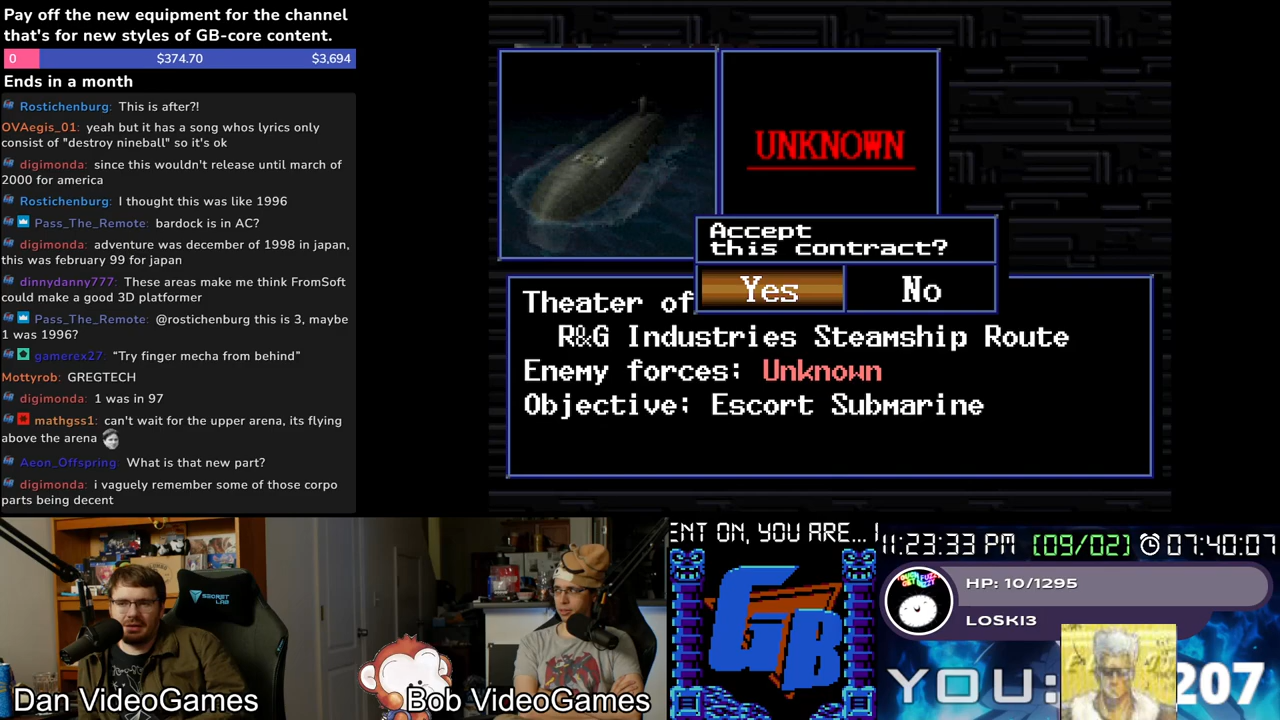 Pay off the new equipment for the channel
that's for new styles of GB-core content.
0 $374.70 $3,694
Ends in a month
Rostichenburg: This is after?!
OVAegis_01: yeah but it has a song whos lyrics only
consist of "destroy nineball" so it's ok
digimonda: since this wouldn't release until march of
2000 for america
Rostichenburg: I thought this was like 1996
Pass_The_Remote: bardock is in AC?
digimonda: adventure was december of 1998 in japan,
this was february 99 for japan
dinnydanny777: These areas make me think FromSoft
could make a good 3D platformer
Pass_The_Remote: @rostichenburg this is 3, maybe
1 was 1996?
gamerex27: “Try finger mecha from behind”
Mottyrob: GREGTECH
digimonda: 1 was in 97
mathgss1: can't wait for the upper arena, its flying
above the arena
Aeon_Offspring: What is that new part?
digimonda: i vaguely remember some of those corpo
parts being decent
UNKNOWN
Accept
this contract?
Yes No
Theater of
R&G Industries Steamship Route
Enemy forces; Unknown
Objective; Escort Submarine
SECRET
LAB
Dan VideoGames
Bob VideoGames
ENT ON, YOU ARE...
GB
11:23:33 PM [09/02] 07:40:07
HP: 10/1295
LOSKI3
YOU: 207